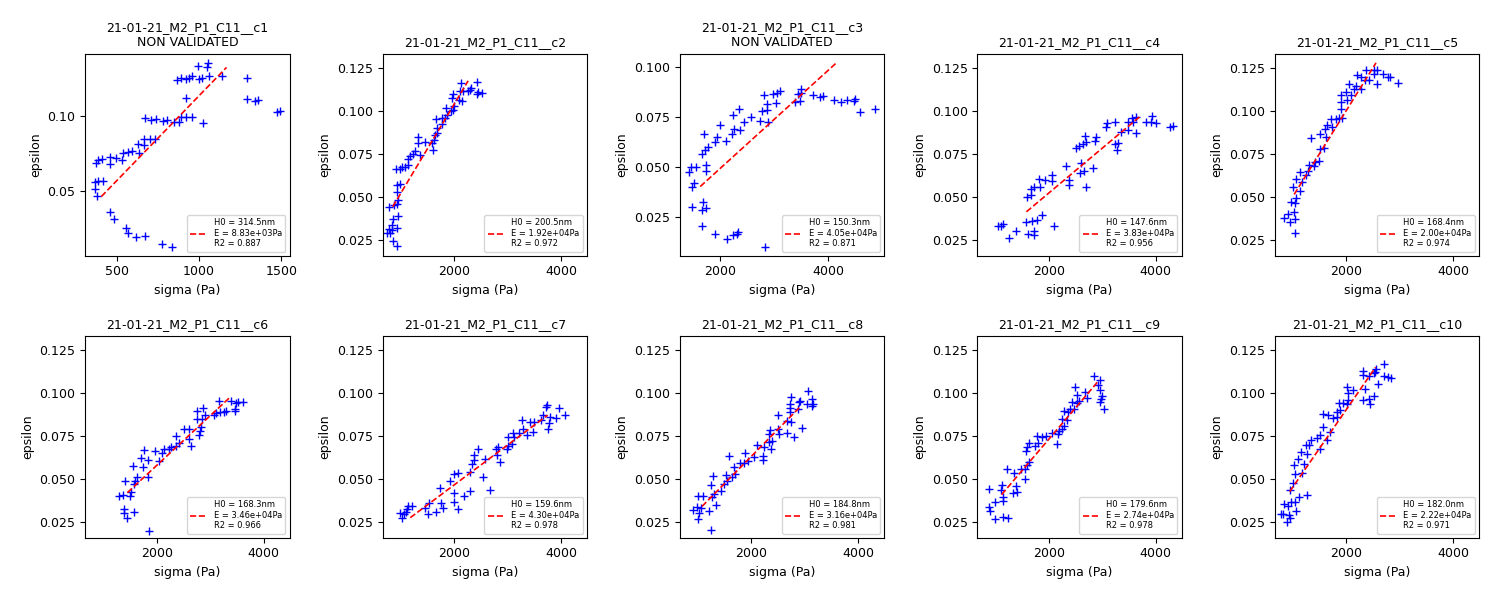 21-01-21_M2_P1_C11__c1
NON VALIDATED
epsilon
0.10
0.05
H0 = 314.5nm
E = 8.83e+03Pa
R2 = 0.887
500
1000
1500
sigma (Pa)
21-01-21_M2_P1_C11__c2
epsilon
0.125
0.100
0.075
0.050
0.025
H0 = 200.5nm
E = 1.92e+04Pa
R2 = 0.972
2000
4000
sigma (Pa)
21-01-21_M2_P1_C11__c3
NON VALIDATED
epsilon
0.100
0.075
0.050
0.025
H0 = 150.3nm
E = 4.05e+04Pa
R2 = 0.871
2000
4000
sigma (Pa)
21-01-21_M2_P1_C11__c4
epsilon
0.125
0.100
0.075
0.050
0.025
H0 = 147.6nm
E = 3.83e+04Pa
R2 = 0.956
2000
4000
sigma (Pa)
21-01-21_M2_P1_C11__c5
epsilon
0.125
0.100
0.075
0.050
0.025
H0 = 168.4nm
E = 2.00e+04Pa
R2 = 0.974
2000
4000
sigma (Pa)
21-01-21_M2_P1_C11__c6
epsilon
0.125
0.100
0.075
0.050
0.025
H0 = 168.3nm
E = 3.46e+04Pa
R2 = 0.966
2000
4000
sigma (Pa)
21-01-21_M2_P1_C11__c7
epsilon
0.125
0.100
0.075
0.050
0.025
H0 = 159.6nm
E = 4.30e+04Pa
R2 = 0.978
2000
4000
sigma (Pa)
21-01-21_M2_P1_C11__c8
epsilon
0.125
0.100
0.075
0.050
0.025
H0 = 184.8nm
E = 3.16e+04Pa
R2 = 0.981
2000
4000
sigma (Pa)
21-01-21_M2_P1_C11__c9
epsilon
0.125
0.100
0.075
0.050
0.025
H0 = 179.6nm
E = 2.74e+04Pa
R2 = 0.978
2000
4000
sigma (Pa)
21-01-21_M2_P1_C11__c10
epsilon
0.125
0.100
0.075
0.050
0.025
H0 = 182.0nm
E = 2.22e+04Pa
R2 = 0.971
2000
4000
sigma (Pa)